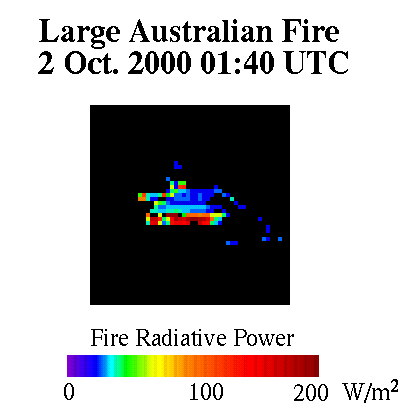 Large Australian Fire
2 Oct. 2000 01:40 UTC
Fire Radiative Power
0 100 200 W/m²